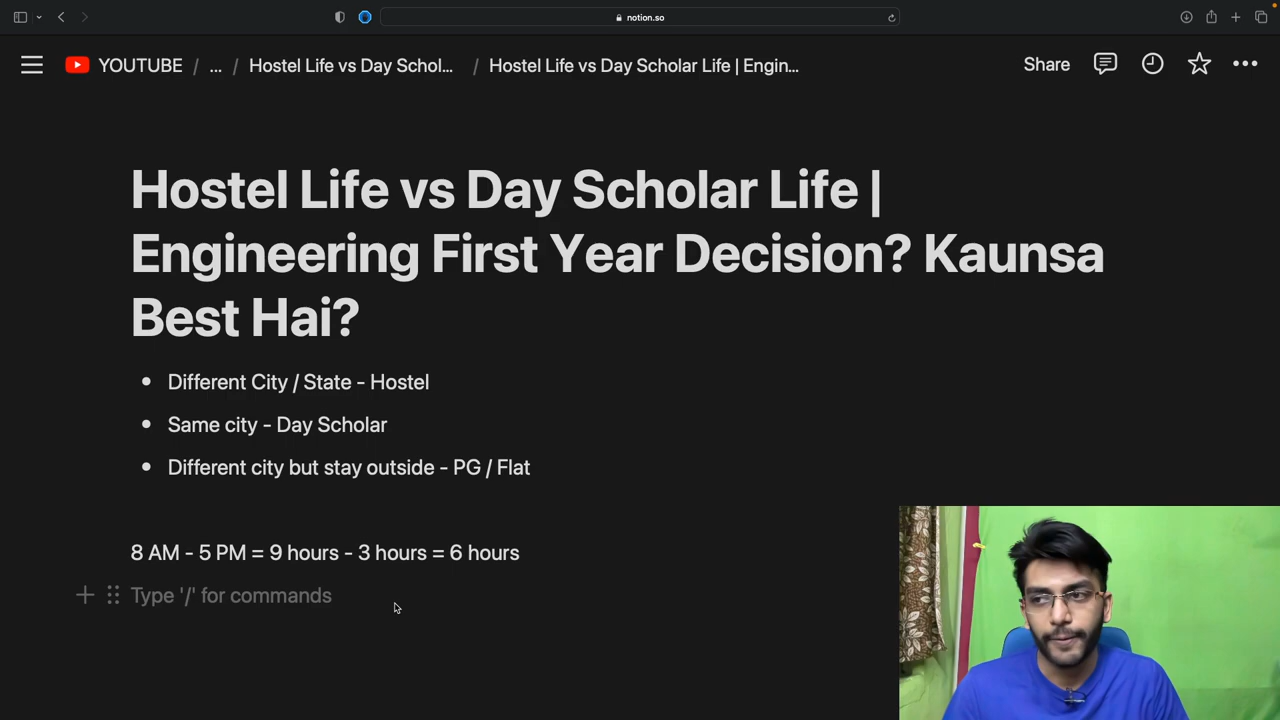 notion.so
YOUTUBE / ... / Hostel Life vs Day Schol... / Hostel Life vs Day Scholar Life | Engin...
Share
Hostel Life vs Day Scholar Life |
Engineering First Year Decision? Kaunsa
Best Hai?
Different City / State - Hostel
Same city - Day Scholar
Different city but stay outside - PG / Flat
8 AM - 5 PM = 9 hours - 3 hours = 6 hours
Type '/' for commands